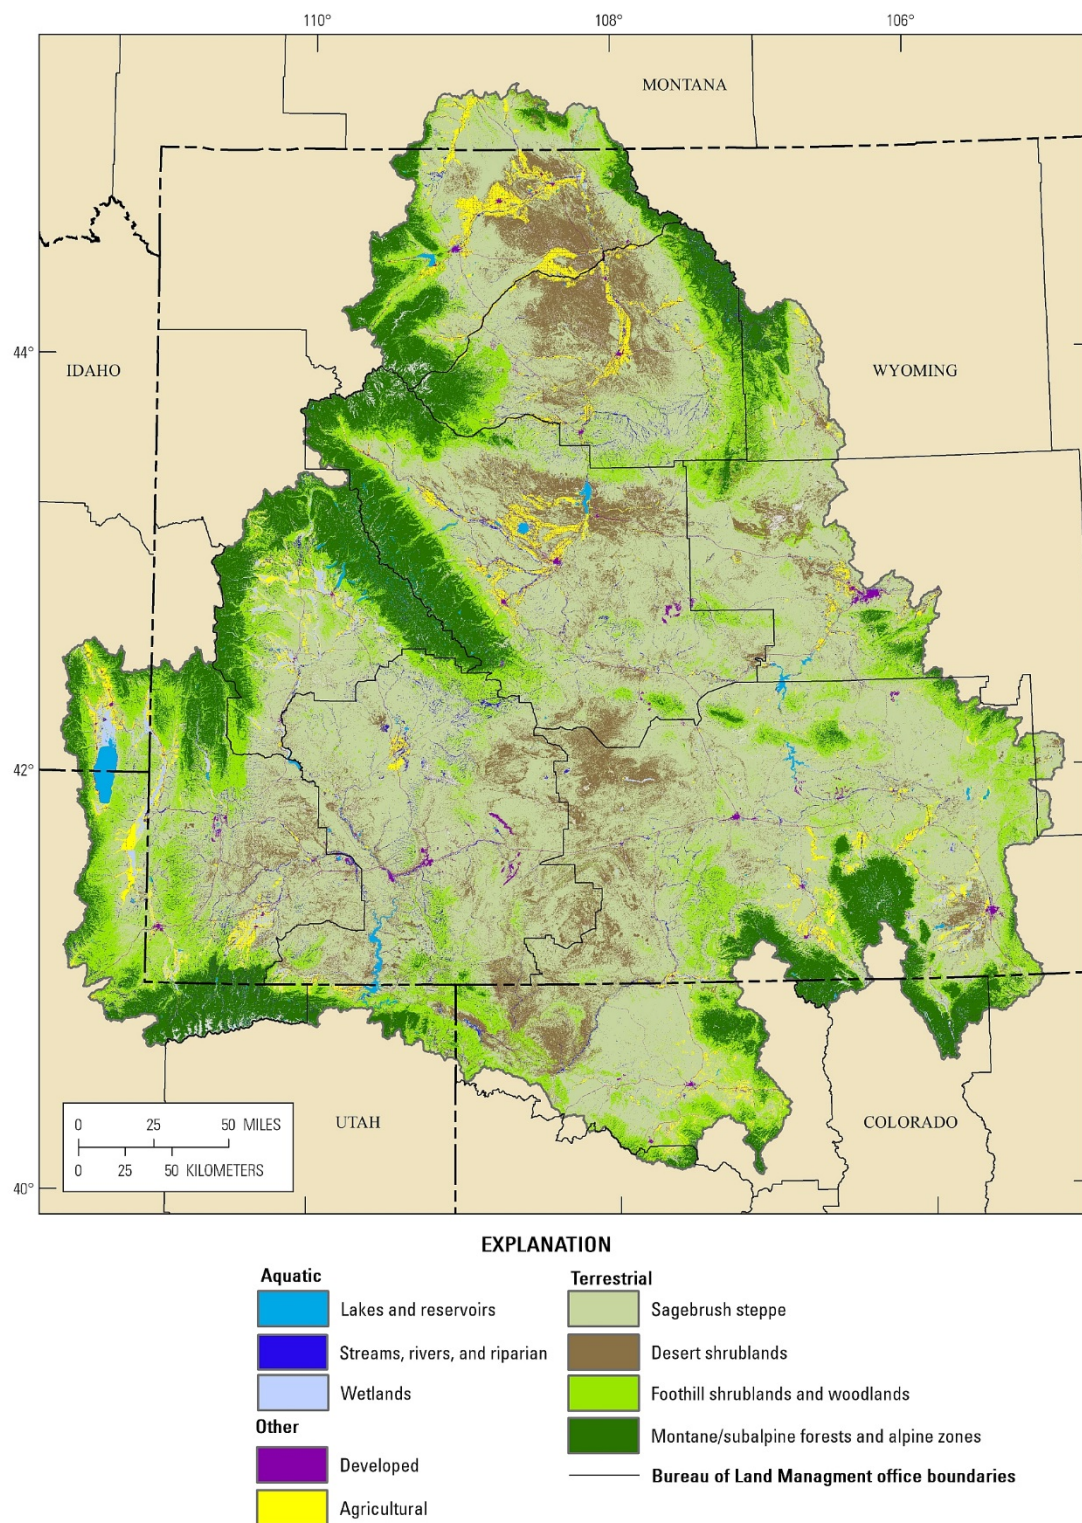 110° 108° 106°
MONTANA
44°
IDAHO WYOMING
42°
0 25 50 MILES
0 25 50 KILOMETERS
UTAH COLORADO
40°
EXPLANATION
Aquatic
Lakes and reservoirs
Streams, rivers, and riparian
Wetlands
Other
Developed
Agricultural
Terrestrial
Sagebrush steppe
Desert shrublands
Foothill shrublands and woodlands
Montane/subalpine forests and alpine zones
Bureau of Land Managment office boundaries